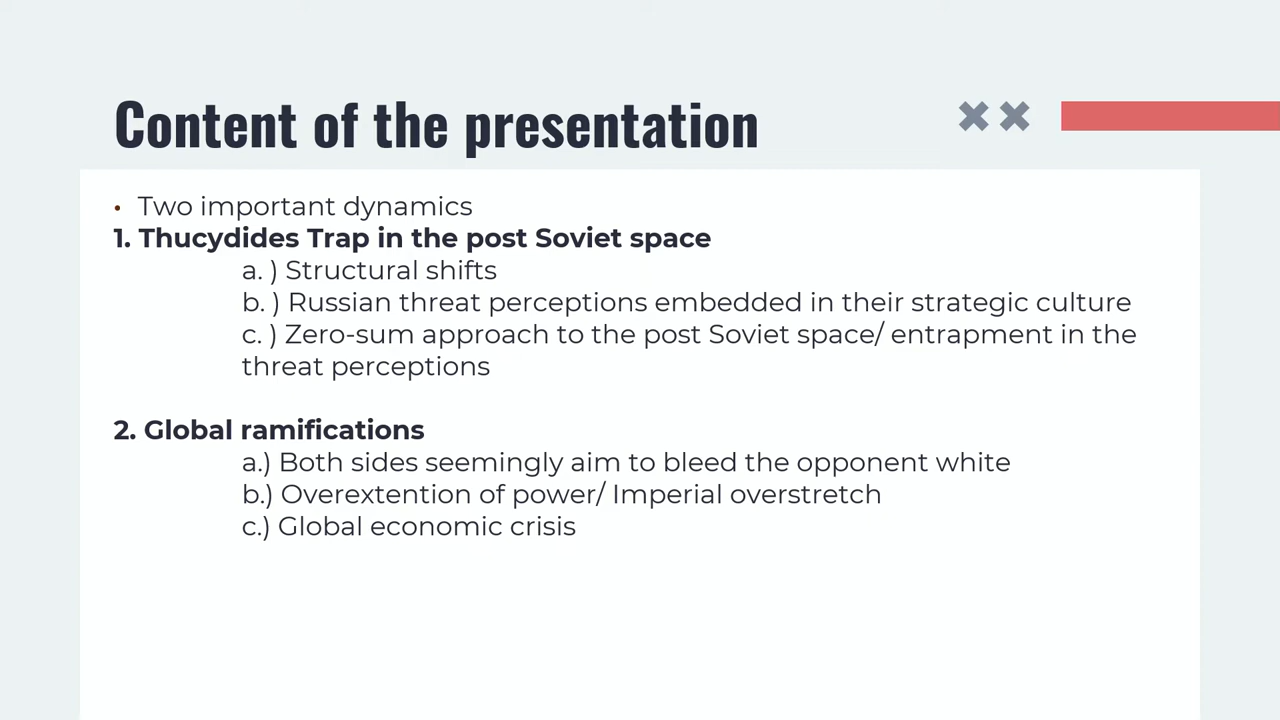 Content of the presentation
• Two important dynamics
1. Thucydides Trap in the post Soviet space
a. ) Structural shifts
b. ) Russian threat perceptions embedded in their strategic culture
c. ) Zero-sum approach to the post Soviet space/ entrapment in the
threat perceptions
2. Global ramifications
a.) Both sides seemingly aim to bleed the opponent white
b.) Overextention of power/ Imperial overstretch
c.) Global economic crisis